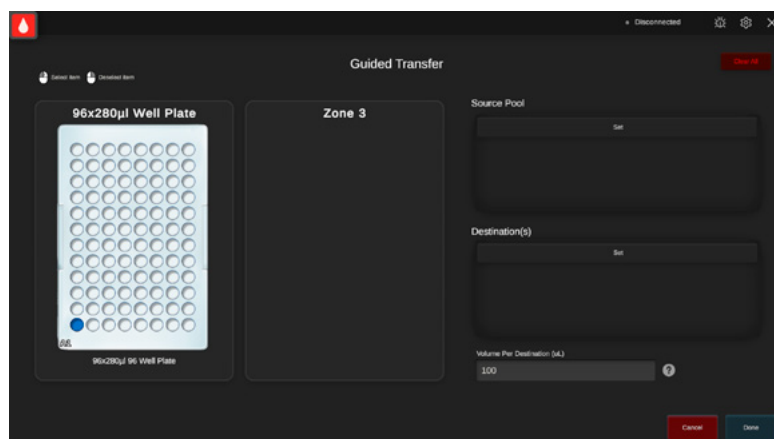 Disconnected
Guided Transfer
Clear All
Select Item Deselect Item
96x280µl Well Plate
Zone 3
Source Pool
Set
Destination(s)
Set
A1
96x280µl 96 Well Plate
Volume Per Destination (uL)
100
?
Cancel
Done